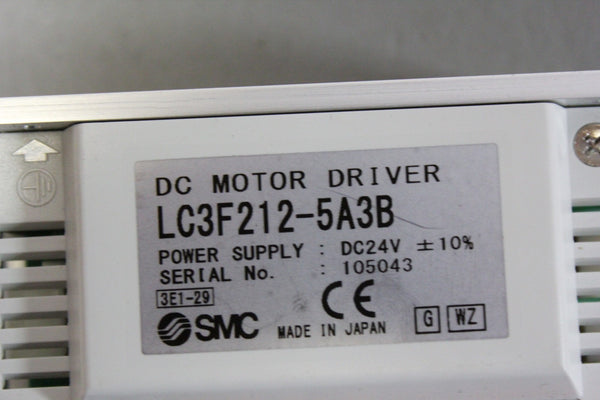 DC MOTOR DRIVER
LC3F212-5A3B
POWER SUPPLY : DC24V ±10%
SERIAL No. : 105043
3E1-29
CE
SMC MADE IN JAPAN G WZ